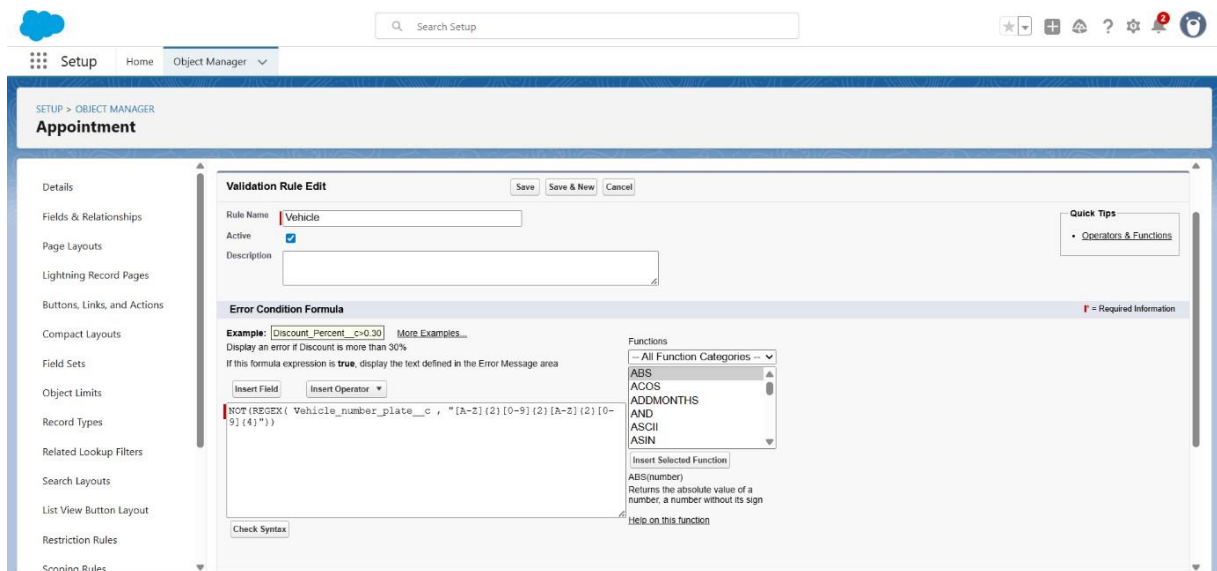 Search Setup
2
Setup Home Object Manager
SETUP > OBJECT MANAGER
Appointment
Details
Fields & Relationships
Page Layouts
Lightning Record Pages
Buttons, Links, and Actions
Compact Layouts
Field Sets
Object Limits
Record Types
Related Lookup Filters
Search Layouts
List View Button Layout
Restriction Rules
Scoping Rules
Validation Rule Edit Save Save & New Cancel
Rule Name Vehicle
Active
Description
Quick Tips
• Operators & Functions
Error Condition Formula = Required Information
Example: Discount_Percent__c>0.30 More Examples...
Display an error if Discount is more than 30%
If this formula expression is true, display the text defined in the Error Message area
Insert Field Insert Operator
NOT(REGEX( Vehicle_number_plate__c , "[A-Z]{2}[0-9]{2}[A-Z]{2}[0-
9]{4}"))
Check Syntax
Functions
-- All Function Categories --
ABS
ACOS
ADDMONTHS
AND
ASCII
ASIN
Insert Selected Function
ABS(number)
Returns the absolute value of a
number, a number without its sign
Help on this function